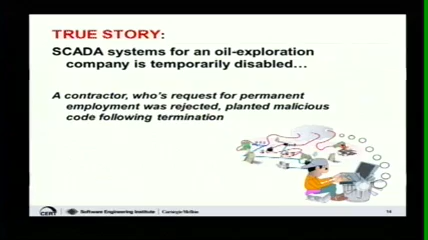 TRUE STORY:
SCADA systems for an oil-exploration
company is temporarily disabled…
A contractor, who's request for permanent
employment was rejected, planted malicious
code following termination
CERT
Software Engineering Institute | Carnegie Mellon
14